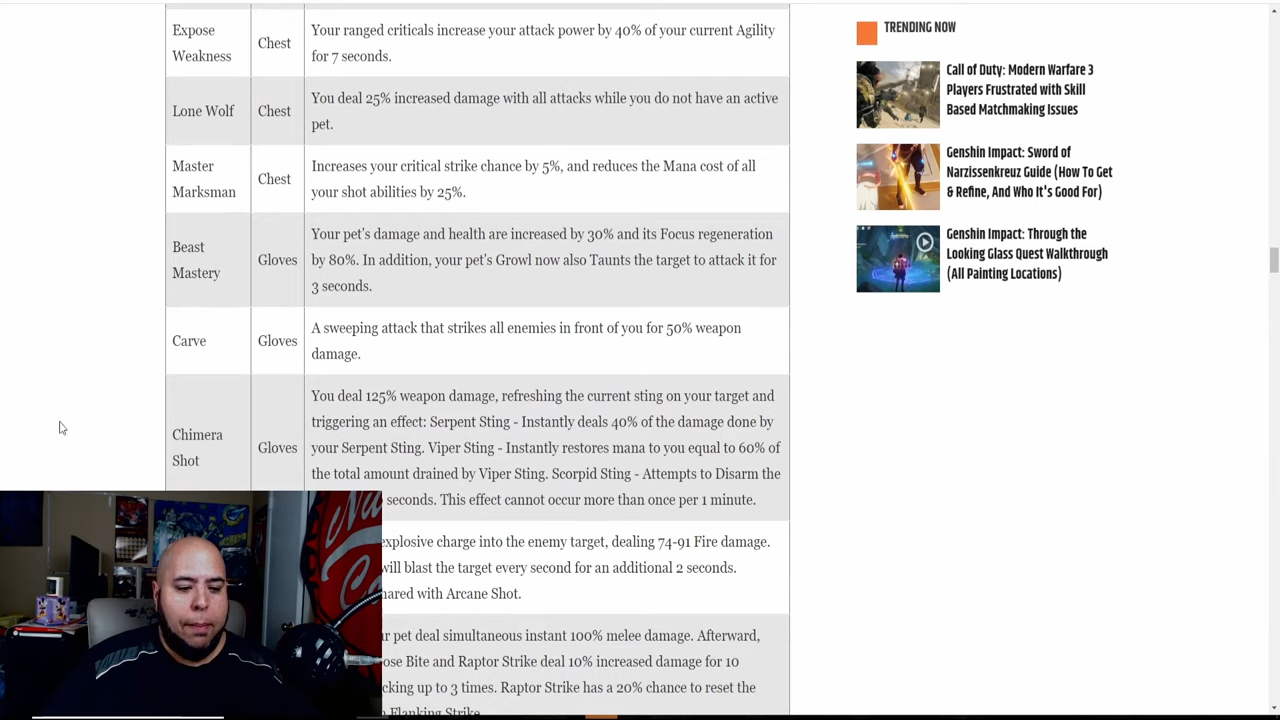 Expose
Weakness
Chest
Your ranged criticals increase your attack power by 40% of your current Agility
for 7 seconds.
Lone Wolf
Chest
You deal 25% increased damage with all attacks while you do not have an active
pet.
Master
Marksman
Chest
Increases your critical strike chance by 5%, and reduces the Mana cost of all
your shot abilities by 25%.
Beast
Mastery
Gloves
Your pet's damage and health are increased by 30% and its Focus regeneration
by 80%. In addition, your pet's Growl now also Taunts the target to attack it for
3 seconds.
Carve
Gloves
A sweeping attack that strikes all enemies in front of you for 50% weapon
damage.
Chimera
Shot
Gloves
You deal 125% weapon damage, refreshing the current sting on your target and
triggering an effect: Serpent Sting - Instantly deals 40% of the damage done by
your Serpent Sting. Viper Sting - Instantly restores mana to you equal to 60% of
the total amount drained by Viper Sting. Scorpid Sting - Attempts to Disarm the
seconds. This effect cannot occur more than once per 1 minute.
explosive charge into the enemy target, dealing 74-91 Fire damage.
will blast the target every second for an additional 2 seconds.
hared with Arcane Shot.
r pet deal simultaneous instant 100% melee damage. Afterward,
ose Bite and Raptor Strike deal 10% increased damage for 10
cking up to 3 times. Raptor Strike has a 20% chance to reset the
Flanking Strike.
TRENDING NOW
Call of Duty: Modern Warfare 3
Players Frustrated with Skill
Based Matchmaking Issues
Genshin Impact: Sword of
Narzissenkreuz Guide (How To Get
& Refine, And Who It's Good For)
Genshin Impact: Through the
Looking Glass Quest Walkthrough
(All Painting Locations)